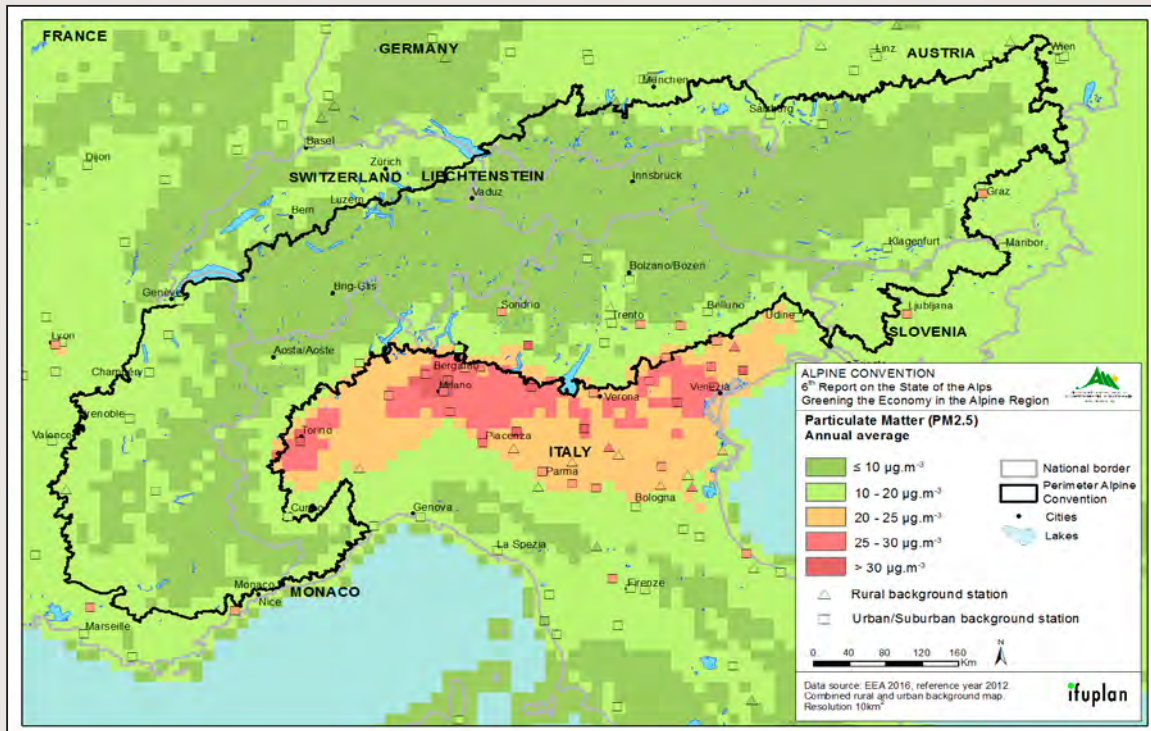 FRANCE
GERMANY
AUSTRIA
Linz
Wien
München
Salzburg
Basel
Dijon
Zürich
SWITZERLAND
LIECHTENSTEIN
Innsbruck
Luzern
Vaduz
Bern
Graz
Klagenfurt
Maribor
Bolzano/Bozen
Genève
Brig-Glis
Sondrio
Trento
Belluno
Udine
Ljubljana
SLOVENIA
Lyon
Aosta/Aoste
Chambéry
Bergamo
Milano
Verona
Venezia
Grenoble
Valence
Torino
Piacenza
ITALY
Parma
Bologna
Cuneo
Genova
La Spezia
Firenze
Monaco
MONACO
Nice
Marseille
ALPINE CONVENTION
6th Report on the State of the Alps
Greening the Economy in the Alpine Region
Particulate Matter (PM2.5)
Annual average
≤ 10 µg.m-3
10 - 20 µg.m-3
20 - 25 µg.m-3
25 - 30 µg.m-3
> 30 µg.m-3
National border
Perimeter Alpine
Convention
Cities
Lakes
Rural background station
Urban/Suburban background station
N
0 40 80 120 160
Km
Data source: EEA 2016, reference year 2012.
Combined rural and urban background map.
Resolution 10km2
ifuplan